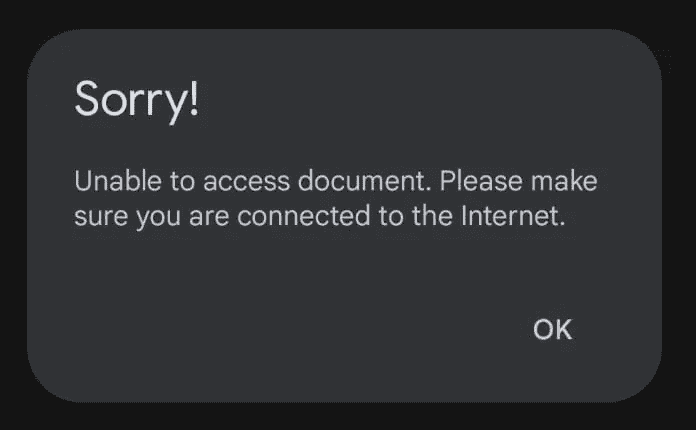 Sorry!
Unable to access document. Please make
sure you are connected to the Internet.
OK